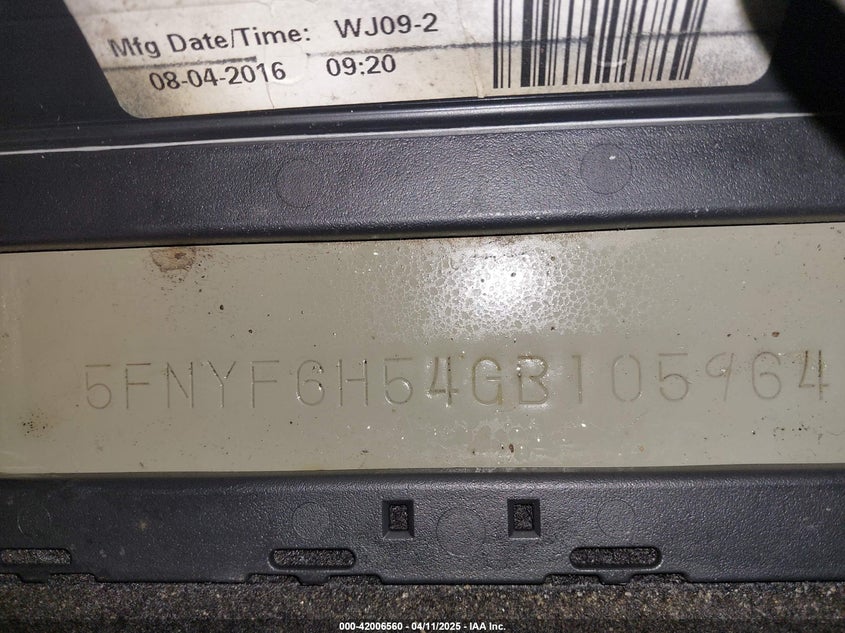 Mfg Date/Time: WJ09-2
08-04-2016 09:20
5FNYF6H54GB105964
000-42006560 - 04/11/2025 - IAA Inc.